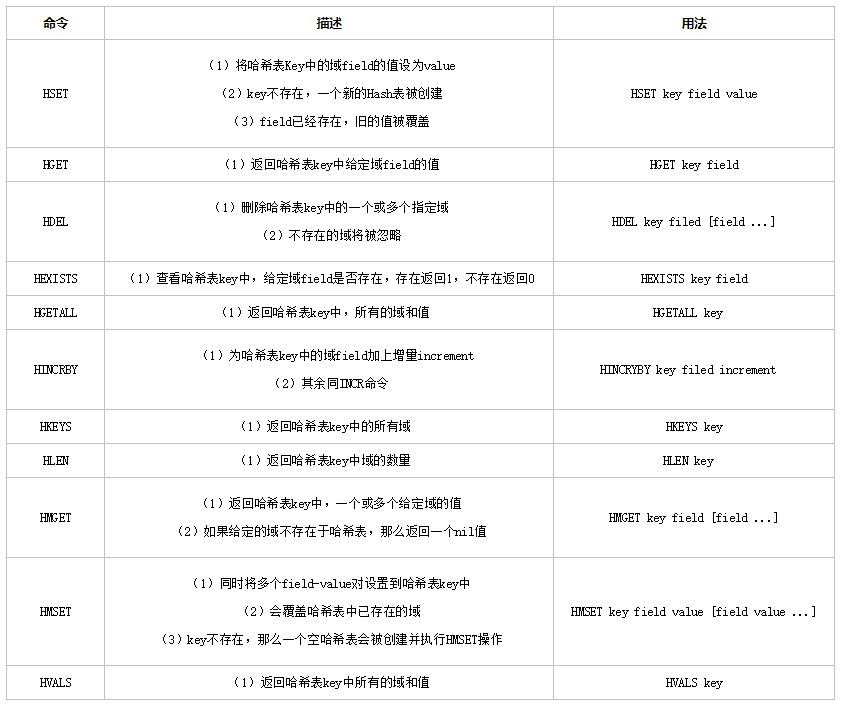 命令 描述 用法
（1）将哈希表Key中的域field的值设为value
HSET （2）key不存在，一个新的Hash表被创建 HSET key field value
（3）field已经存在，旧的值被覆盖
HGET （1）返回哈希表key中给定域field的值 HGET key field
（1）删除哈希表key中的一个或多个指定域
HDEL HDEL key filed [field ...]
（2）不存在的域将被忽略
HEXISTS （1）查看哈希表key中，给定域field是否存在，存在返回1，不存在返回0 HEXISTS key field
HGETALL （1）返回哈希表key中，所有的域和值 HGETALL key
（1）为哈希表key中的域field加上增量increment
HINCRBY HINCRYBY key filed increment
（2）其余同INCR命令
HKEYS （1）返回哈希表key中的所有域 HKEYS key
HLEN （1）返回哈希表key中域的数量 HLEN key
（1）返回哈希表key中，一个或多个给定域的值
HMGET HMGET key field [field ...]
（2）如果给定的域不存在于哈希表，那么返回一个nil值
（1）同时将多个field-value对设置到哈希表key中
HMSET （2）会覆盖哈希表中已存在的域 HMSET key field value [field value ...]
（3）key不存在，那么一个空哈希表会被创建并执行HMSET操作
HVALS （1）返回哈希表key中所有的域和值 HVALS key